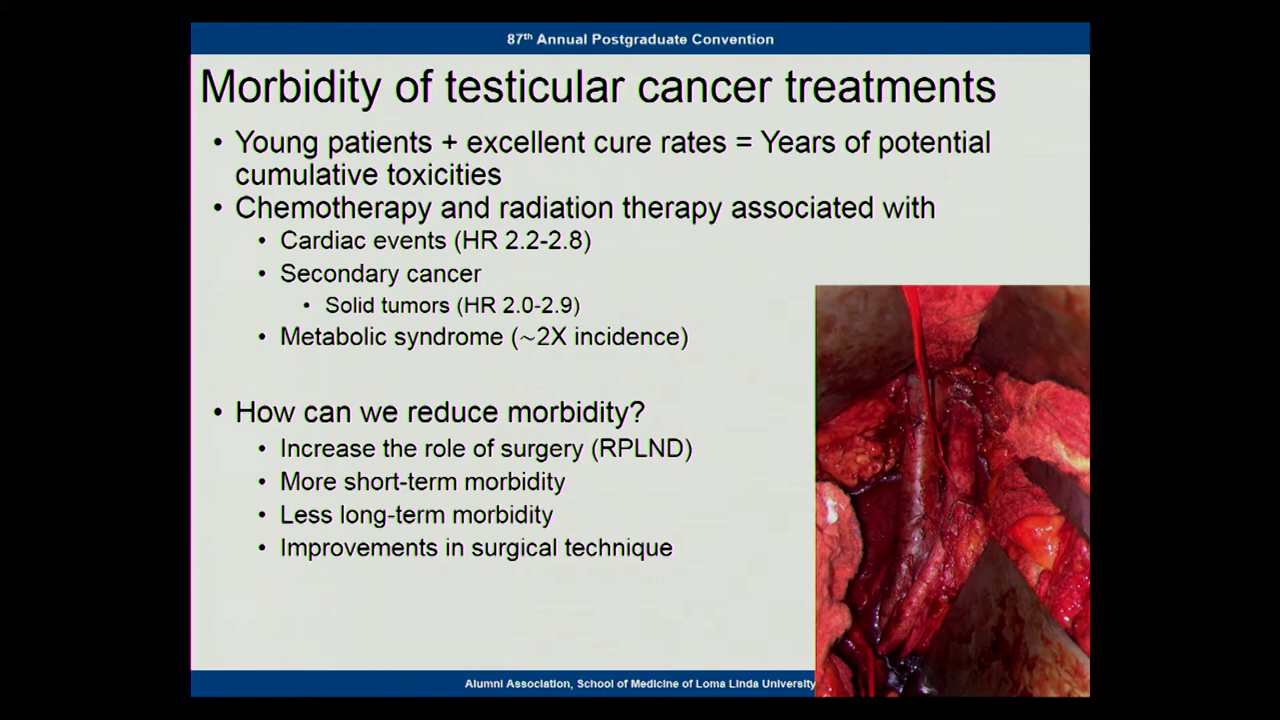 87th Annual Postgraduate Convention
Morbidity of testicular cancer treatments
• Young patients + excellent cure rates = Years of potential
cumulative toxicities
• Chemotherapy and radiation therapy associated with
• Cardiac events (HR 2.2-2.8)
• Secondary cancer
• Solid tumors (HR 2.0-2.9)
• Metabolic syndrome (~2X incidence)
• How can we reduce morbidity?
• Increase the role of surgery (RPLND)
• More short-term morbidity
• Less long-term morbidity
• Improvements in surgical technique
Alumni Association, School of Medicine of Loma Linda University